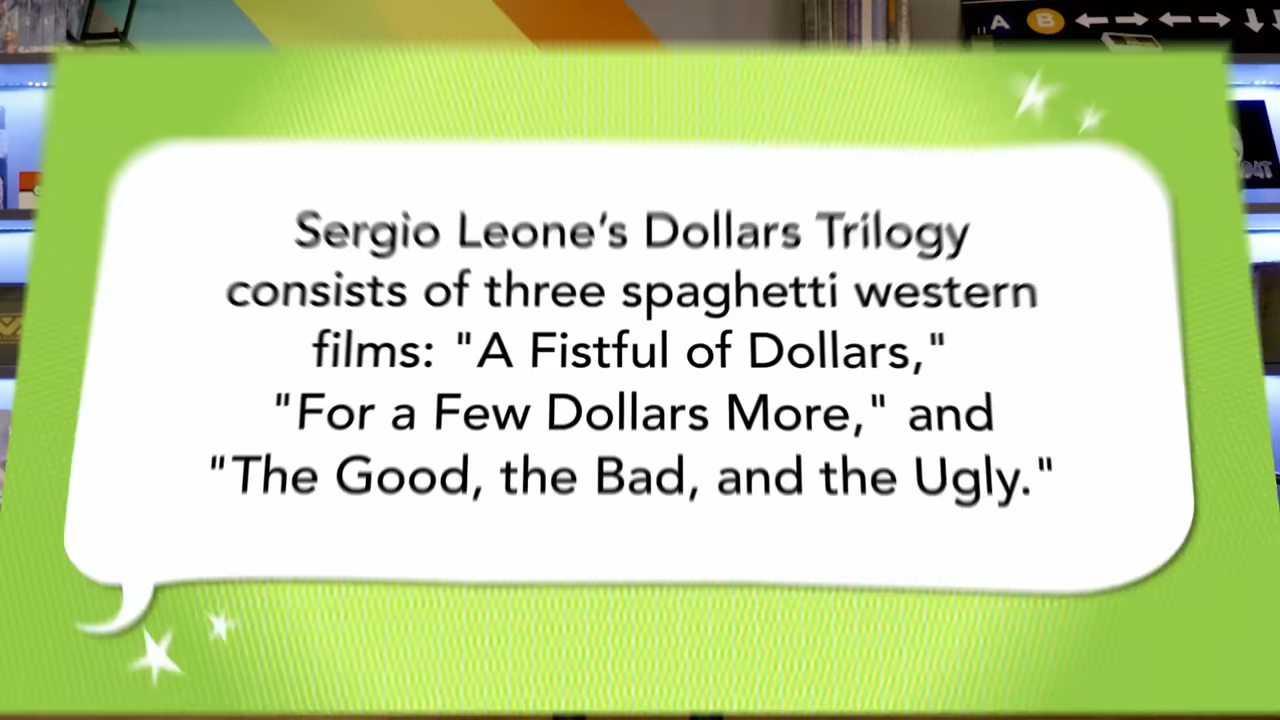 A B ←→ ←→ ↓
Sergio Leone's Dollars Trilogy
consists of three spaghetti western
films: "A Fistful of Dollars,"
"For a Few Dollars More," and
"The Good, the Bad, and the Ugly."